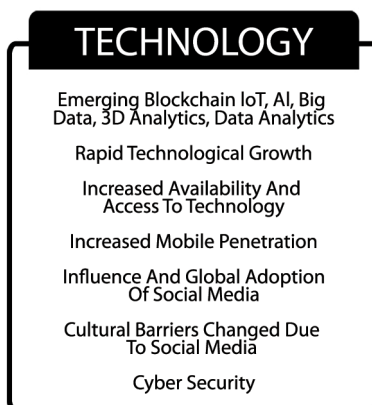 TECHNOLOGY
Emerging Blockchain IoT, AI, Big
Data, 3D Analytics, Data Analytics
Rapid Technological Growth
Increased Availability And
Access To Technology
Increased Mobile Penetration
Influence And Global Adoption
Of Social Media
Cultural Barriers Changed Due
To Social Media
Cyber Security